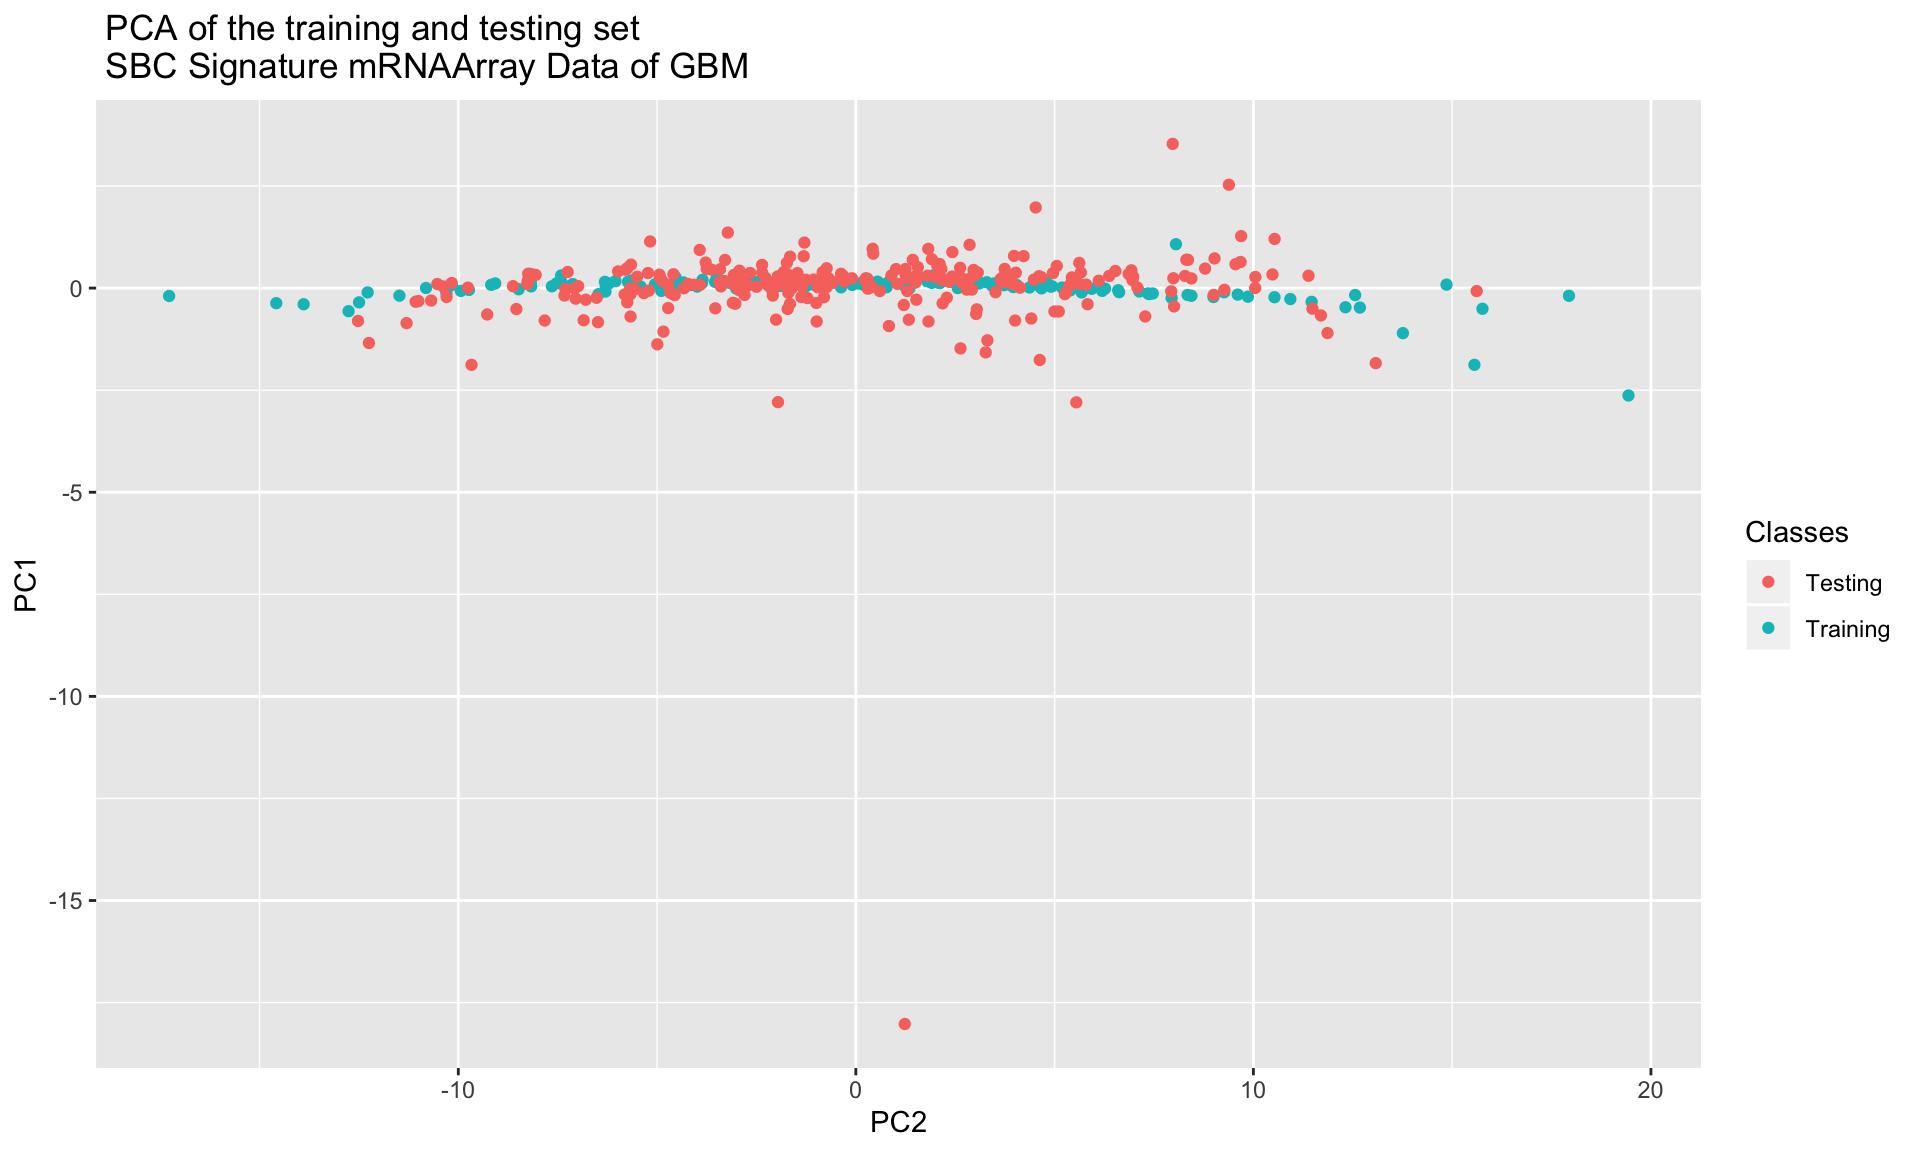 PCA of the training and testing set
SBC Signature mRNAArray Data of GBM
0
-5
-10
-15
PC1
-10
0
10
20
PC2
Classes
Testing
Training